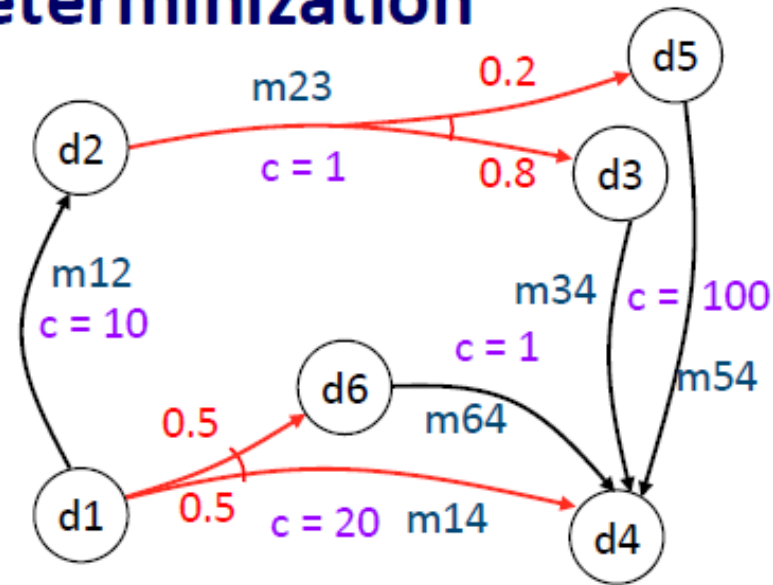 eterminization
d5
0.2
m23
d2
c = 1
0.8
d3
m12
c = 10
m34
c = 100
c = 1
m54
d6
m64
0.5
0.5
c = 20
m14
d1
d4